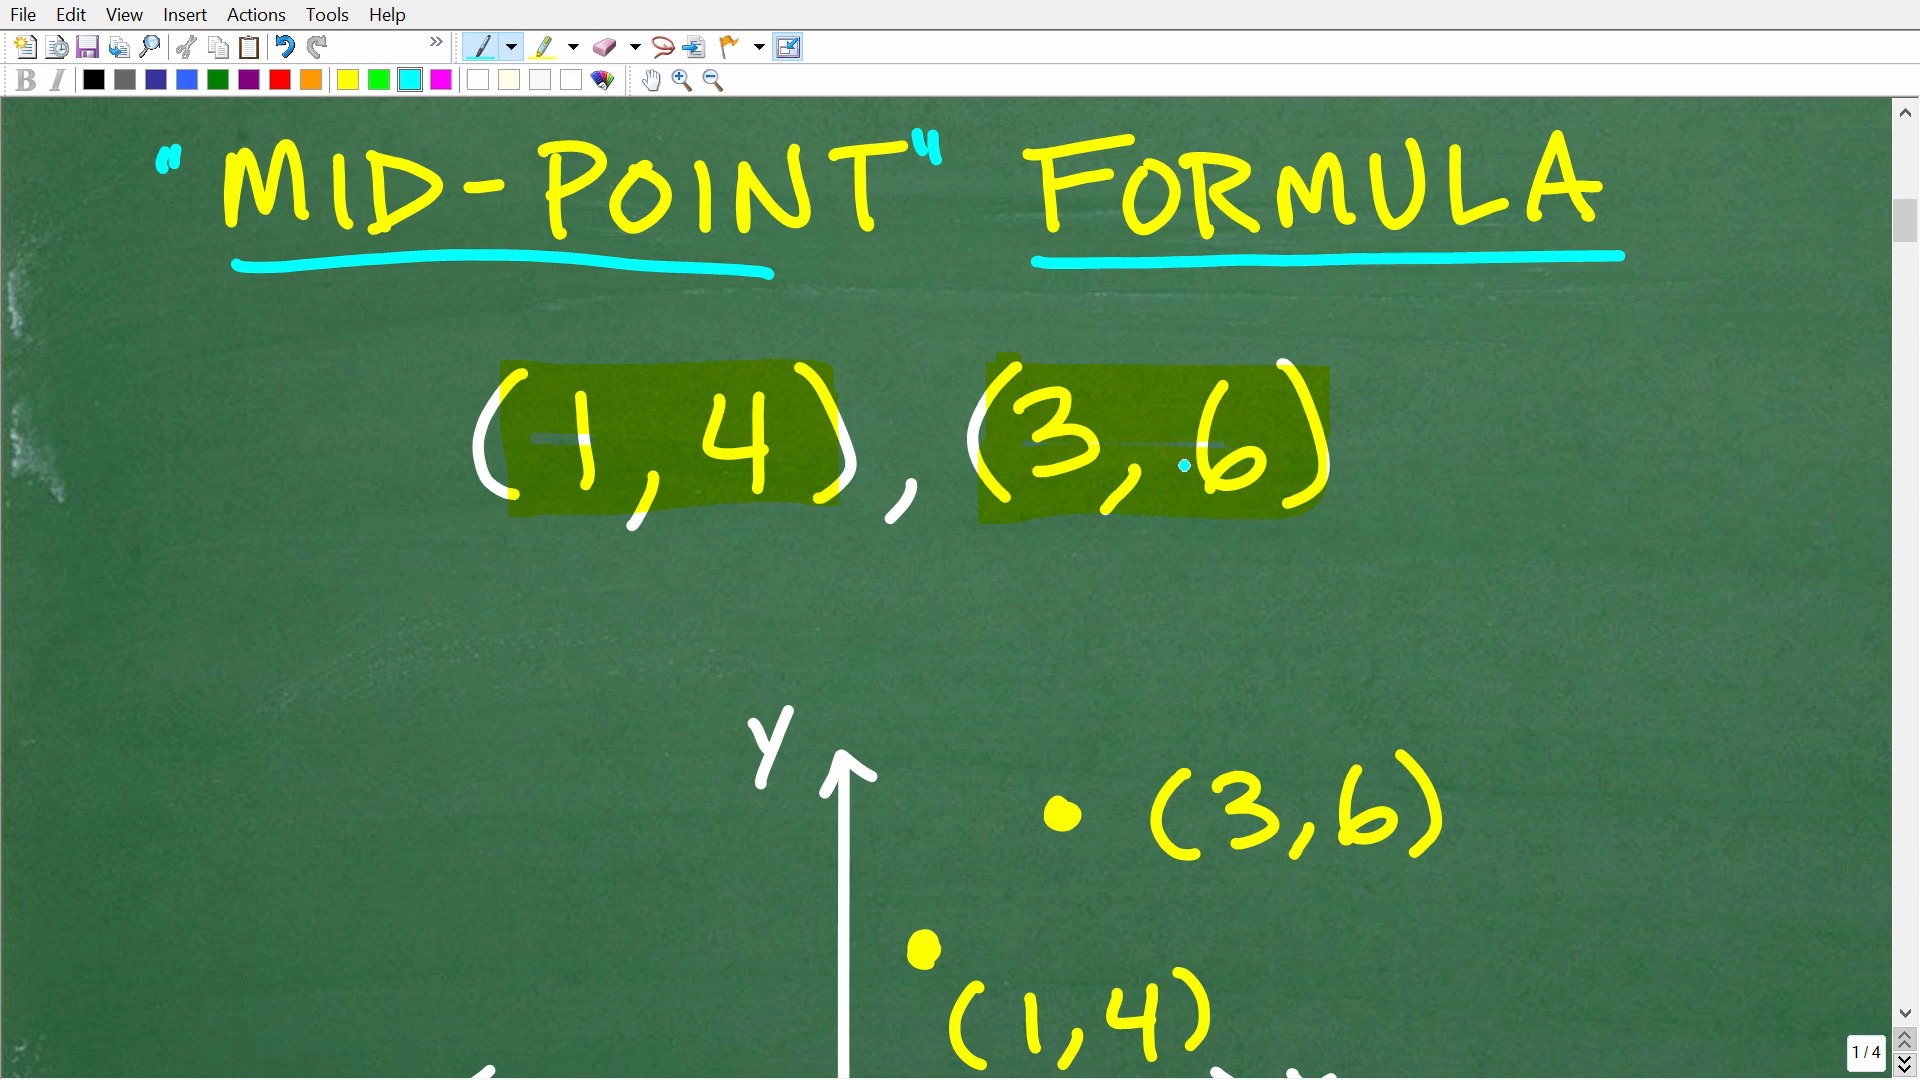 File Edit View Insert Actions Tools Help
B I
"MID-POINT" FORMULA
(1, 4), (3, 6)
y
(3, 6)
(1, 4)
1 / 4